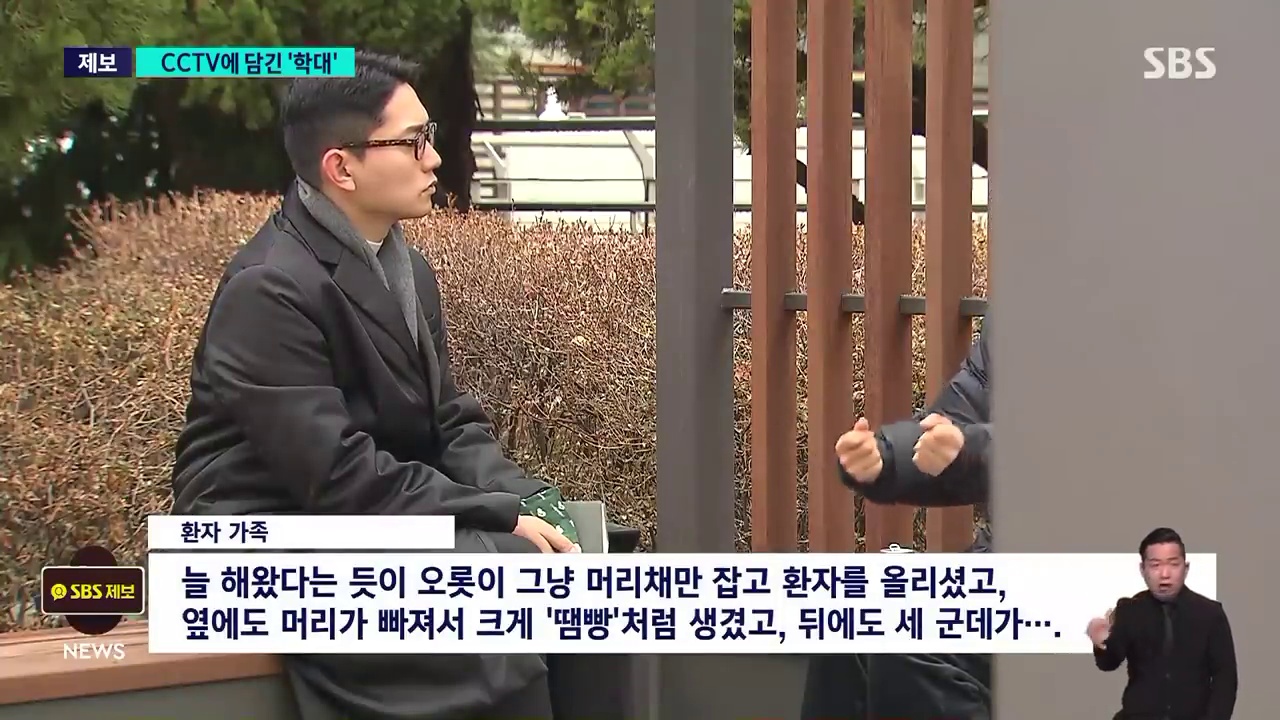 제보 CCTV에 담긴 '학대'
SBS
환자 가족
늘 해왔다는 듯이 오롯이 그냥 머리채만 잡고 환자를 올리셨고,
옆에도 머리가 빠져서 크게 '땜빵'처럼 생겼고, 뒤에도 세 군데가….
SBS 제보
NEWS